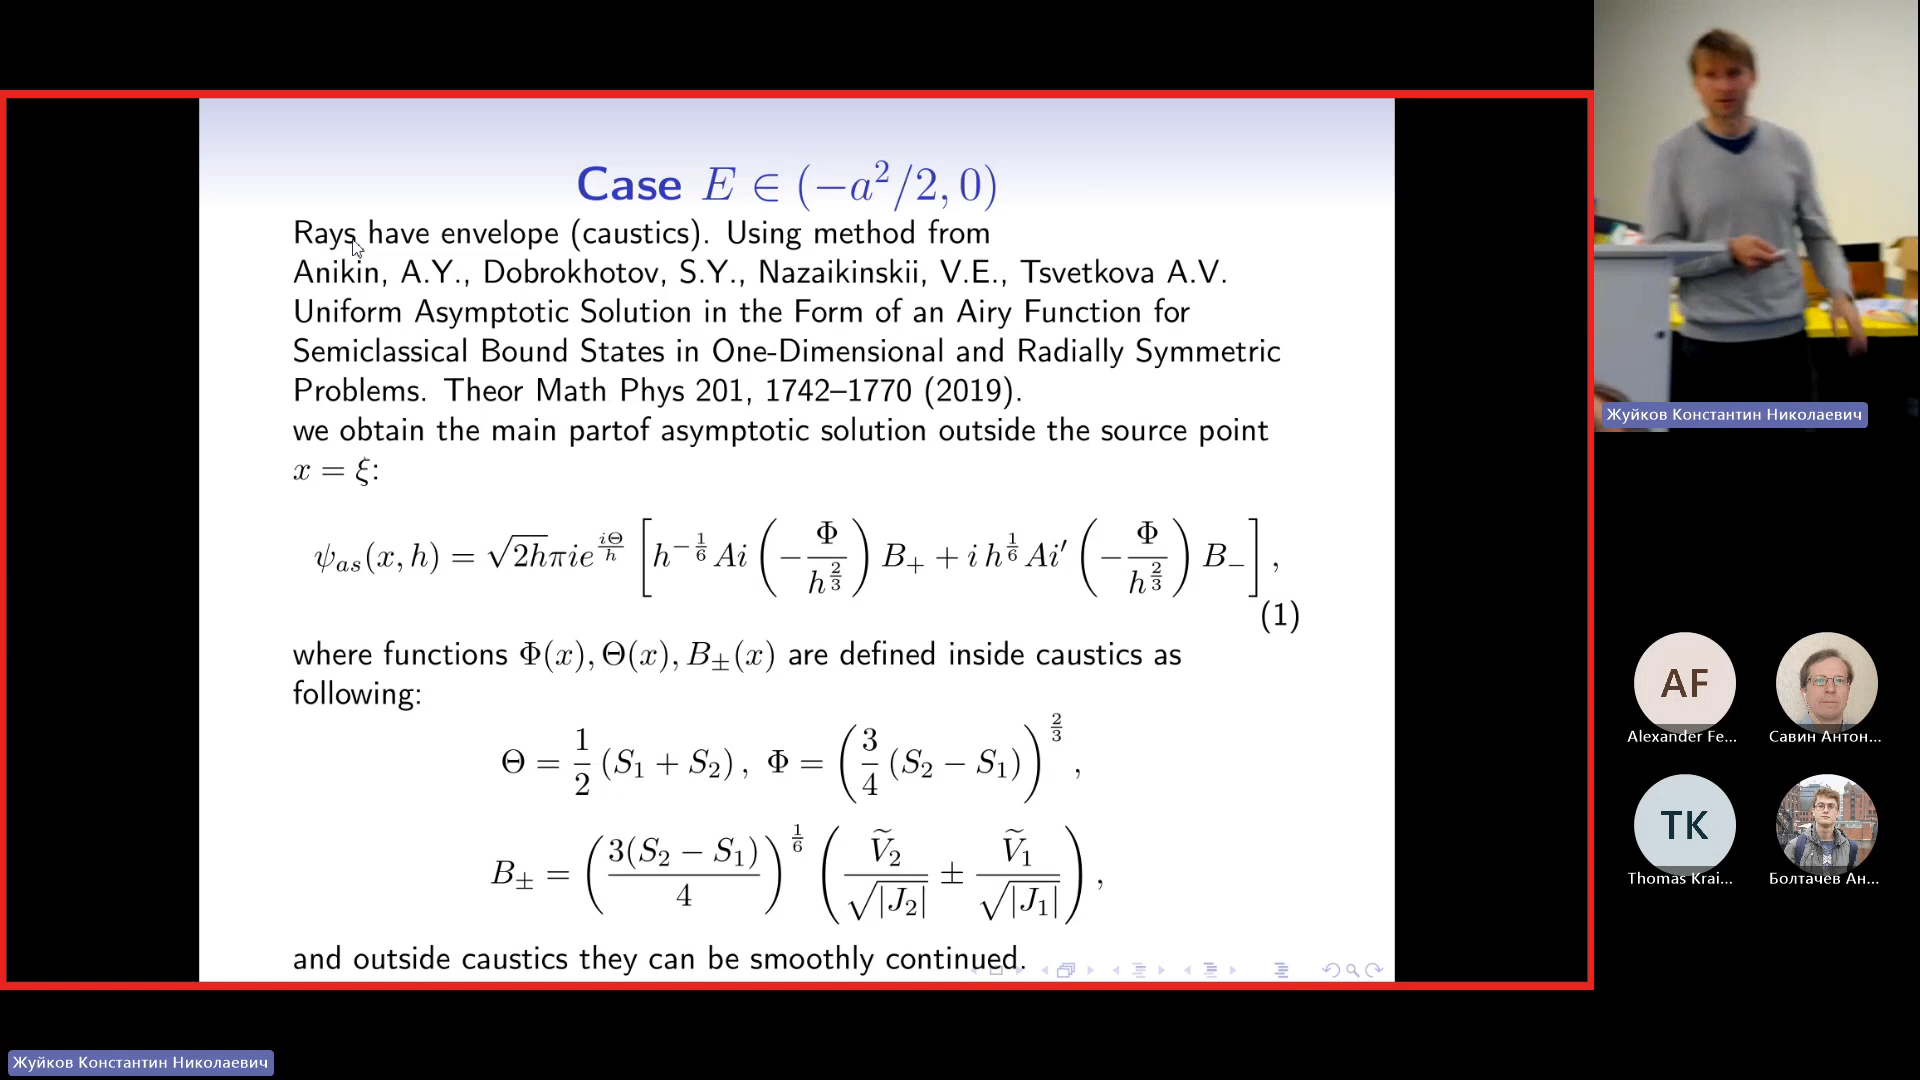 Case E ∈ (−a²/2, 0)
Rays have envelope (caustics). Using method from
Anikin, A.Y., Dobrokhotov, S.Y., Nazaikinskii, V.E., Tsvetkova A.V.
Uniform Asymptotic Solution in the Form of an Airy Function for
Semiclassical Bound States in One-Dimensional and Radially Symmetric
Problems. Theor Math Phys 201, 1742–1770 (2019).
we obtain the main partof asymptotic solution outside the source point
x = ξ:
ψ_{as}(x, h) = √(2h)πie^{iΘ/h} [h^{−1/6} Ai (−Φ/h^{2/3}) B₊ + i h^{1/6} Ai′ (−Φ/h^{2/3}) B₋],
(1)
where functions Φ(x), Θ(x), B±(x) are defined inside caustics as
following:
Θ = 1/2 (S₁ + S₂), Φ = (3/4 (S₂ − S₁))^{2/3},
B± = (3(S₂ − S₁)/4)^{1/6} (Ṽ₂/√|J₂| ± Ṽ₁/√|J₁|),
and outside caustics they can be smoothly continued.
Жуйков Константин Николаевич
AF
Alexander Fe...
Савин Антон...
TK
Thomas Krai...
Болтачев Ан...
Жуйков Константин Николаевич